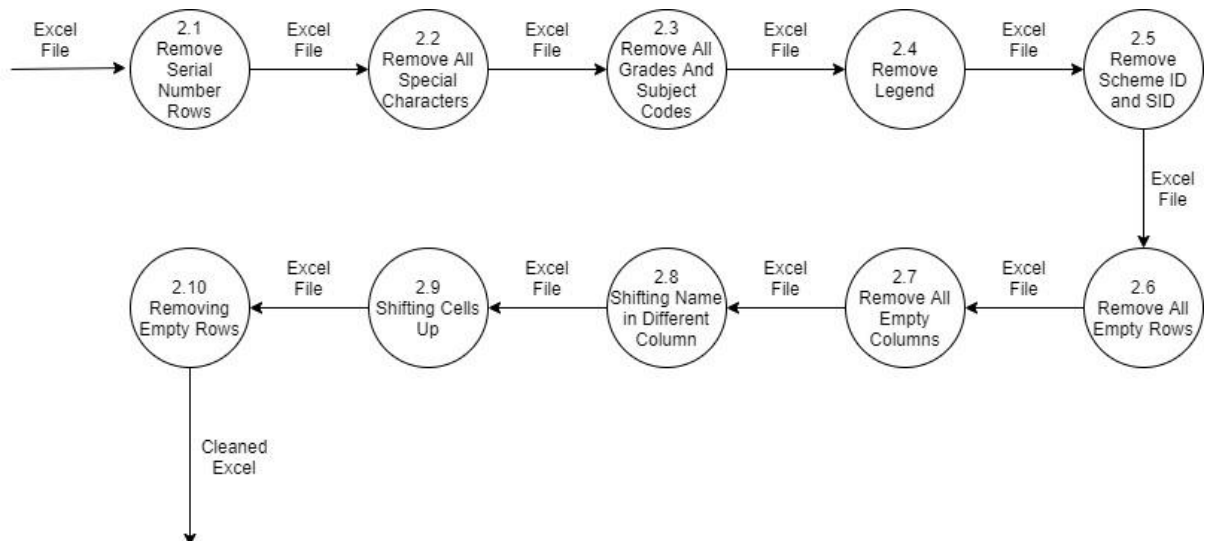 Excel
File
2.1
Remove
Serial
Number
Rows
Excel
File
2.2
Remove All
Special
Characters
Excel
File
2.3
Remove All
Grades And
Subject
Codes
Excel
File
2.4
Remove
Legend
Excel
File
2.5
Remove
Scheme ID
and SID
Excel
File
2.6
Remove All
Empty Rows
Excel
File
2.7
Remove All
Empty
Columns
Excel
File
2.8
Shifting Name
in Different
Column
Excel
File
2.9
Shifting Cells
Up
Excel
File
2.10
Removing
Empty Rows
Cleaned
Excel